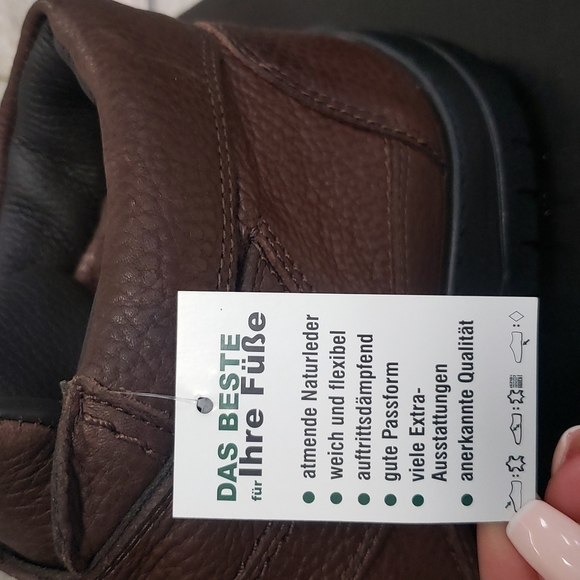 DAS BESTE
für Ihre Füße
• atmende Naturleder
• weich und flexibel
• auftrittsdämpfend
• gute Passform
• viele Extra-
Ausstattungen
• anerkannte Qualität